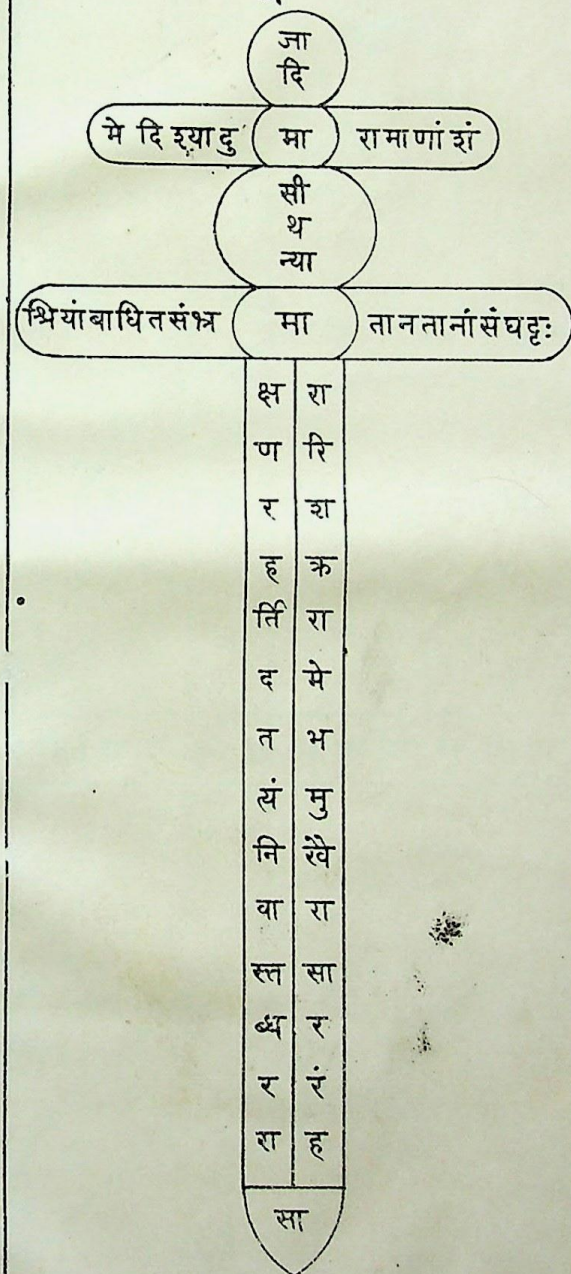 जा
दि
मे दि श्यादु मा रामाणांशं
सी
थ
न्या
श्रियांबाधितसंभ्र मा तानतानांसंघट्टः
क्ष रा
ण रि
र श
ह क्र
र्ति रा
द मे
त भ
त्यं मु
नि खै
वा रा
स्त सा
ब्ध र
र रं
रा ह
सा